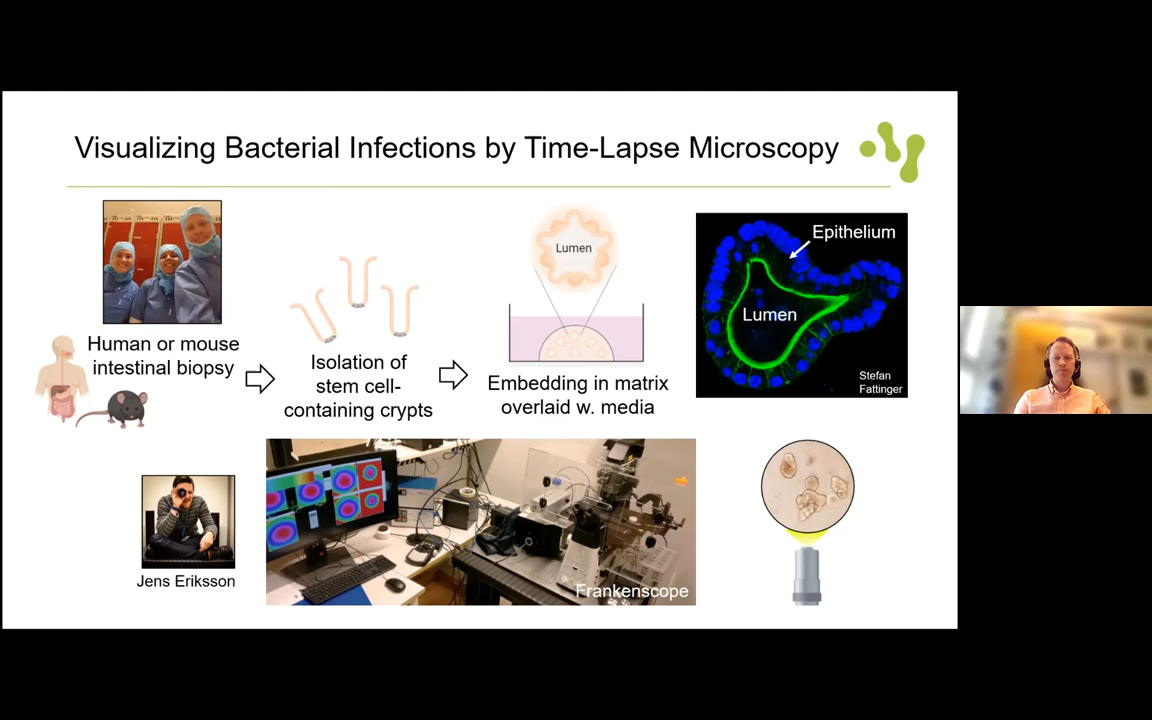 Visualizing Bacterial Infections by Time-Lapse Microscopy
Human or mouse
intestinal biopsy
Isolation of
stem cell-
containing crypts
Lumen
Embedding in matrix
overlaid w. media
Epithelium
Lumen
Stefan
Fattinger
Jens Eriksson
Frankenscope